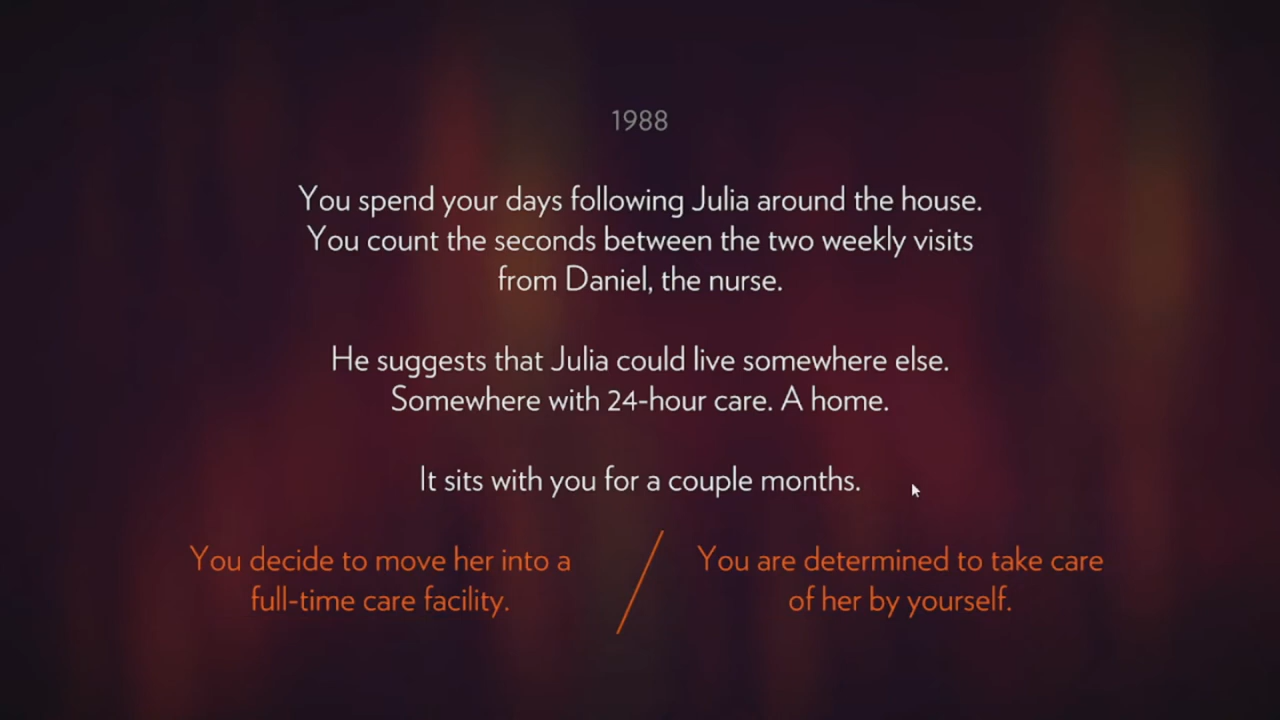 1988
You spend your days following Julia around the house.
You count the seconds between the two weekly visits
from Daniel, the nurse.
He suggests that Julia could live somewhere else.
Somewhere with 24-hour care. A home.
It sits with you for a couple months.
You decide to move her into a
full-time care facility.
You are determined to take care
of her by yourself.